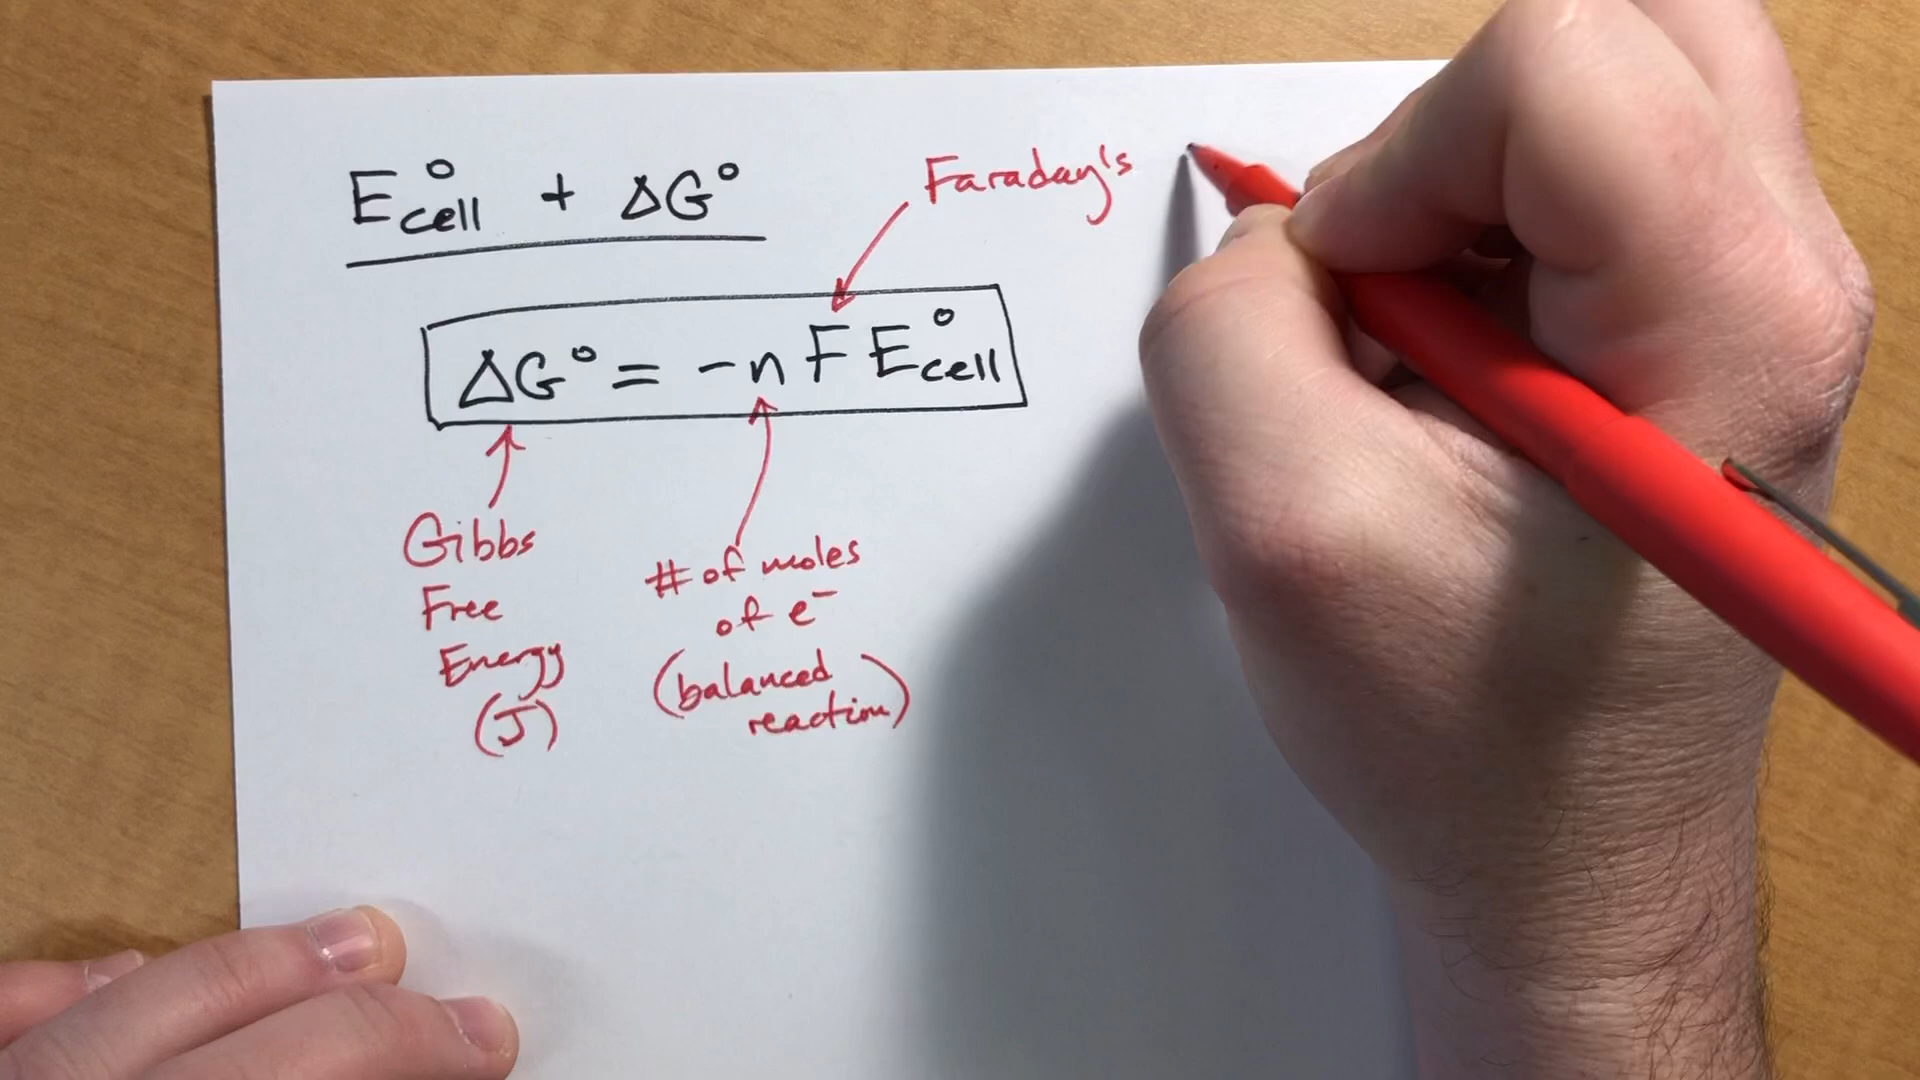 E°cell + ΔG°
Faraday's
ΔG° = -nFE°cell
Gibbs
Free
Energy
(J)
# of moles
of e⁻
(balanced
reaction)